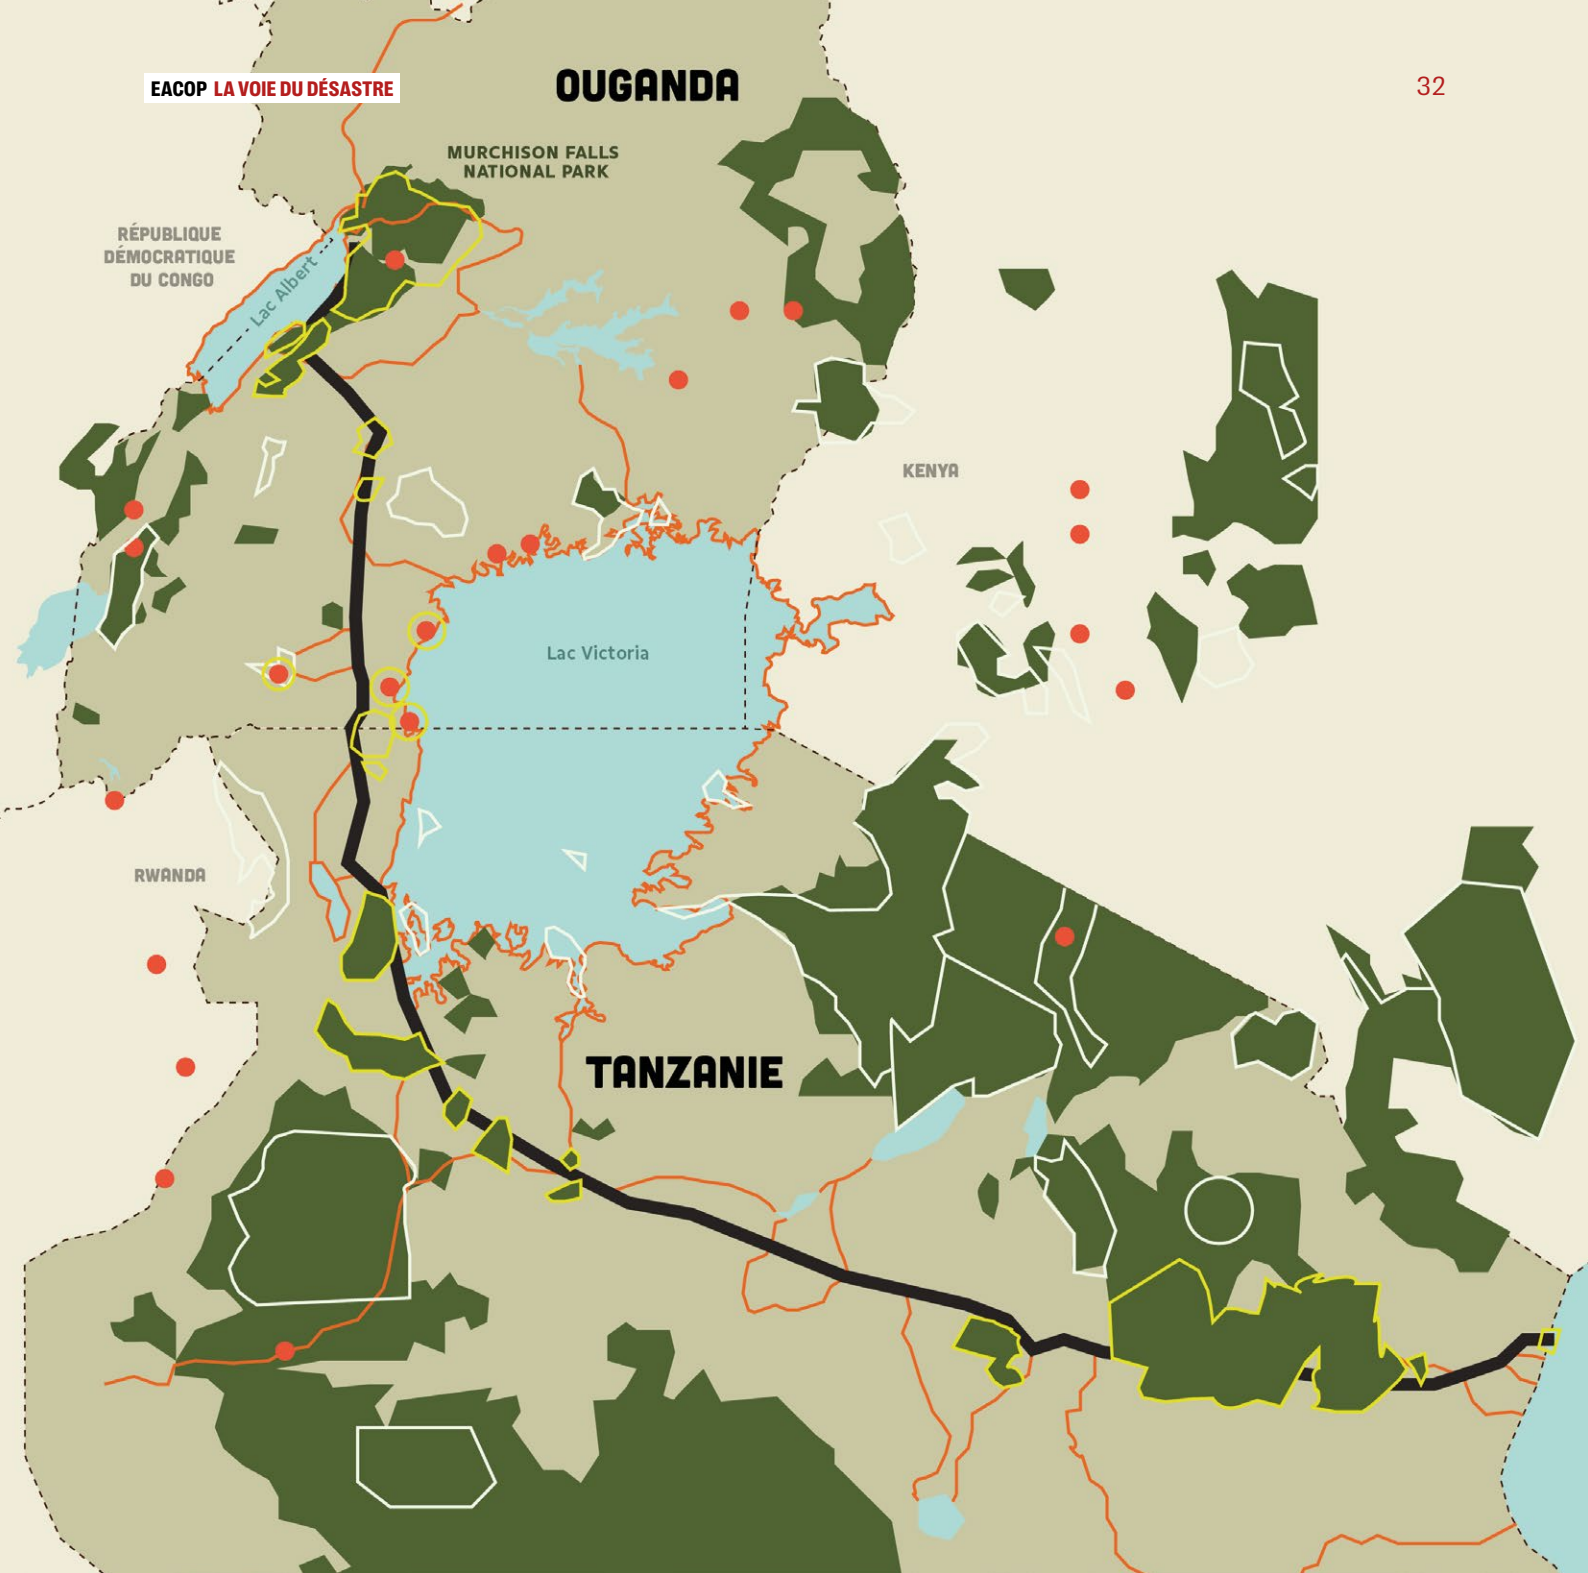 EACOP LA VOIE DU DÉSASTRE
32
OUGANDA
MURCHISON FALLS
NATIONAL PARK
RÉPUBLIQUE
DÉMOCRATIQUE
DU CONGO
Lac Albert
KENYA
Lac Victoria
RWANDA
TANZANIE